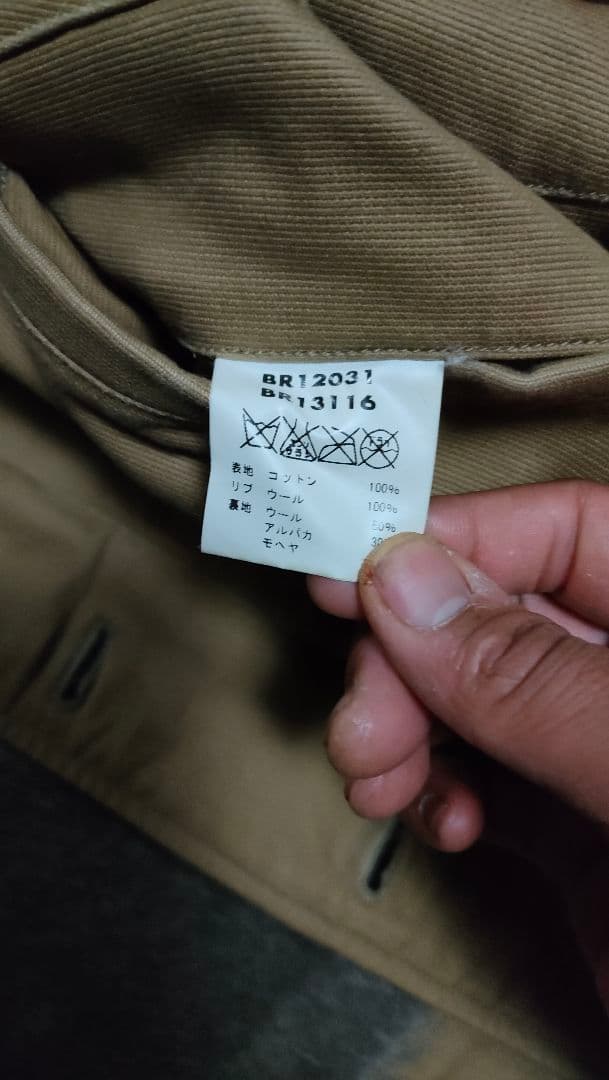 BR12031
BR13116
表地 コットン 100%
リブ ウール 100%
裏地 ウール
アルパカ
モヘヤ